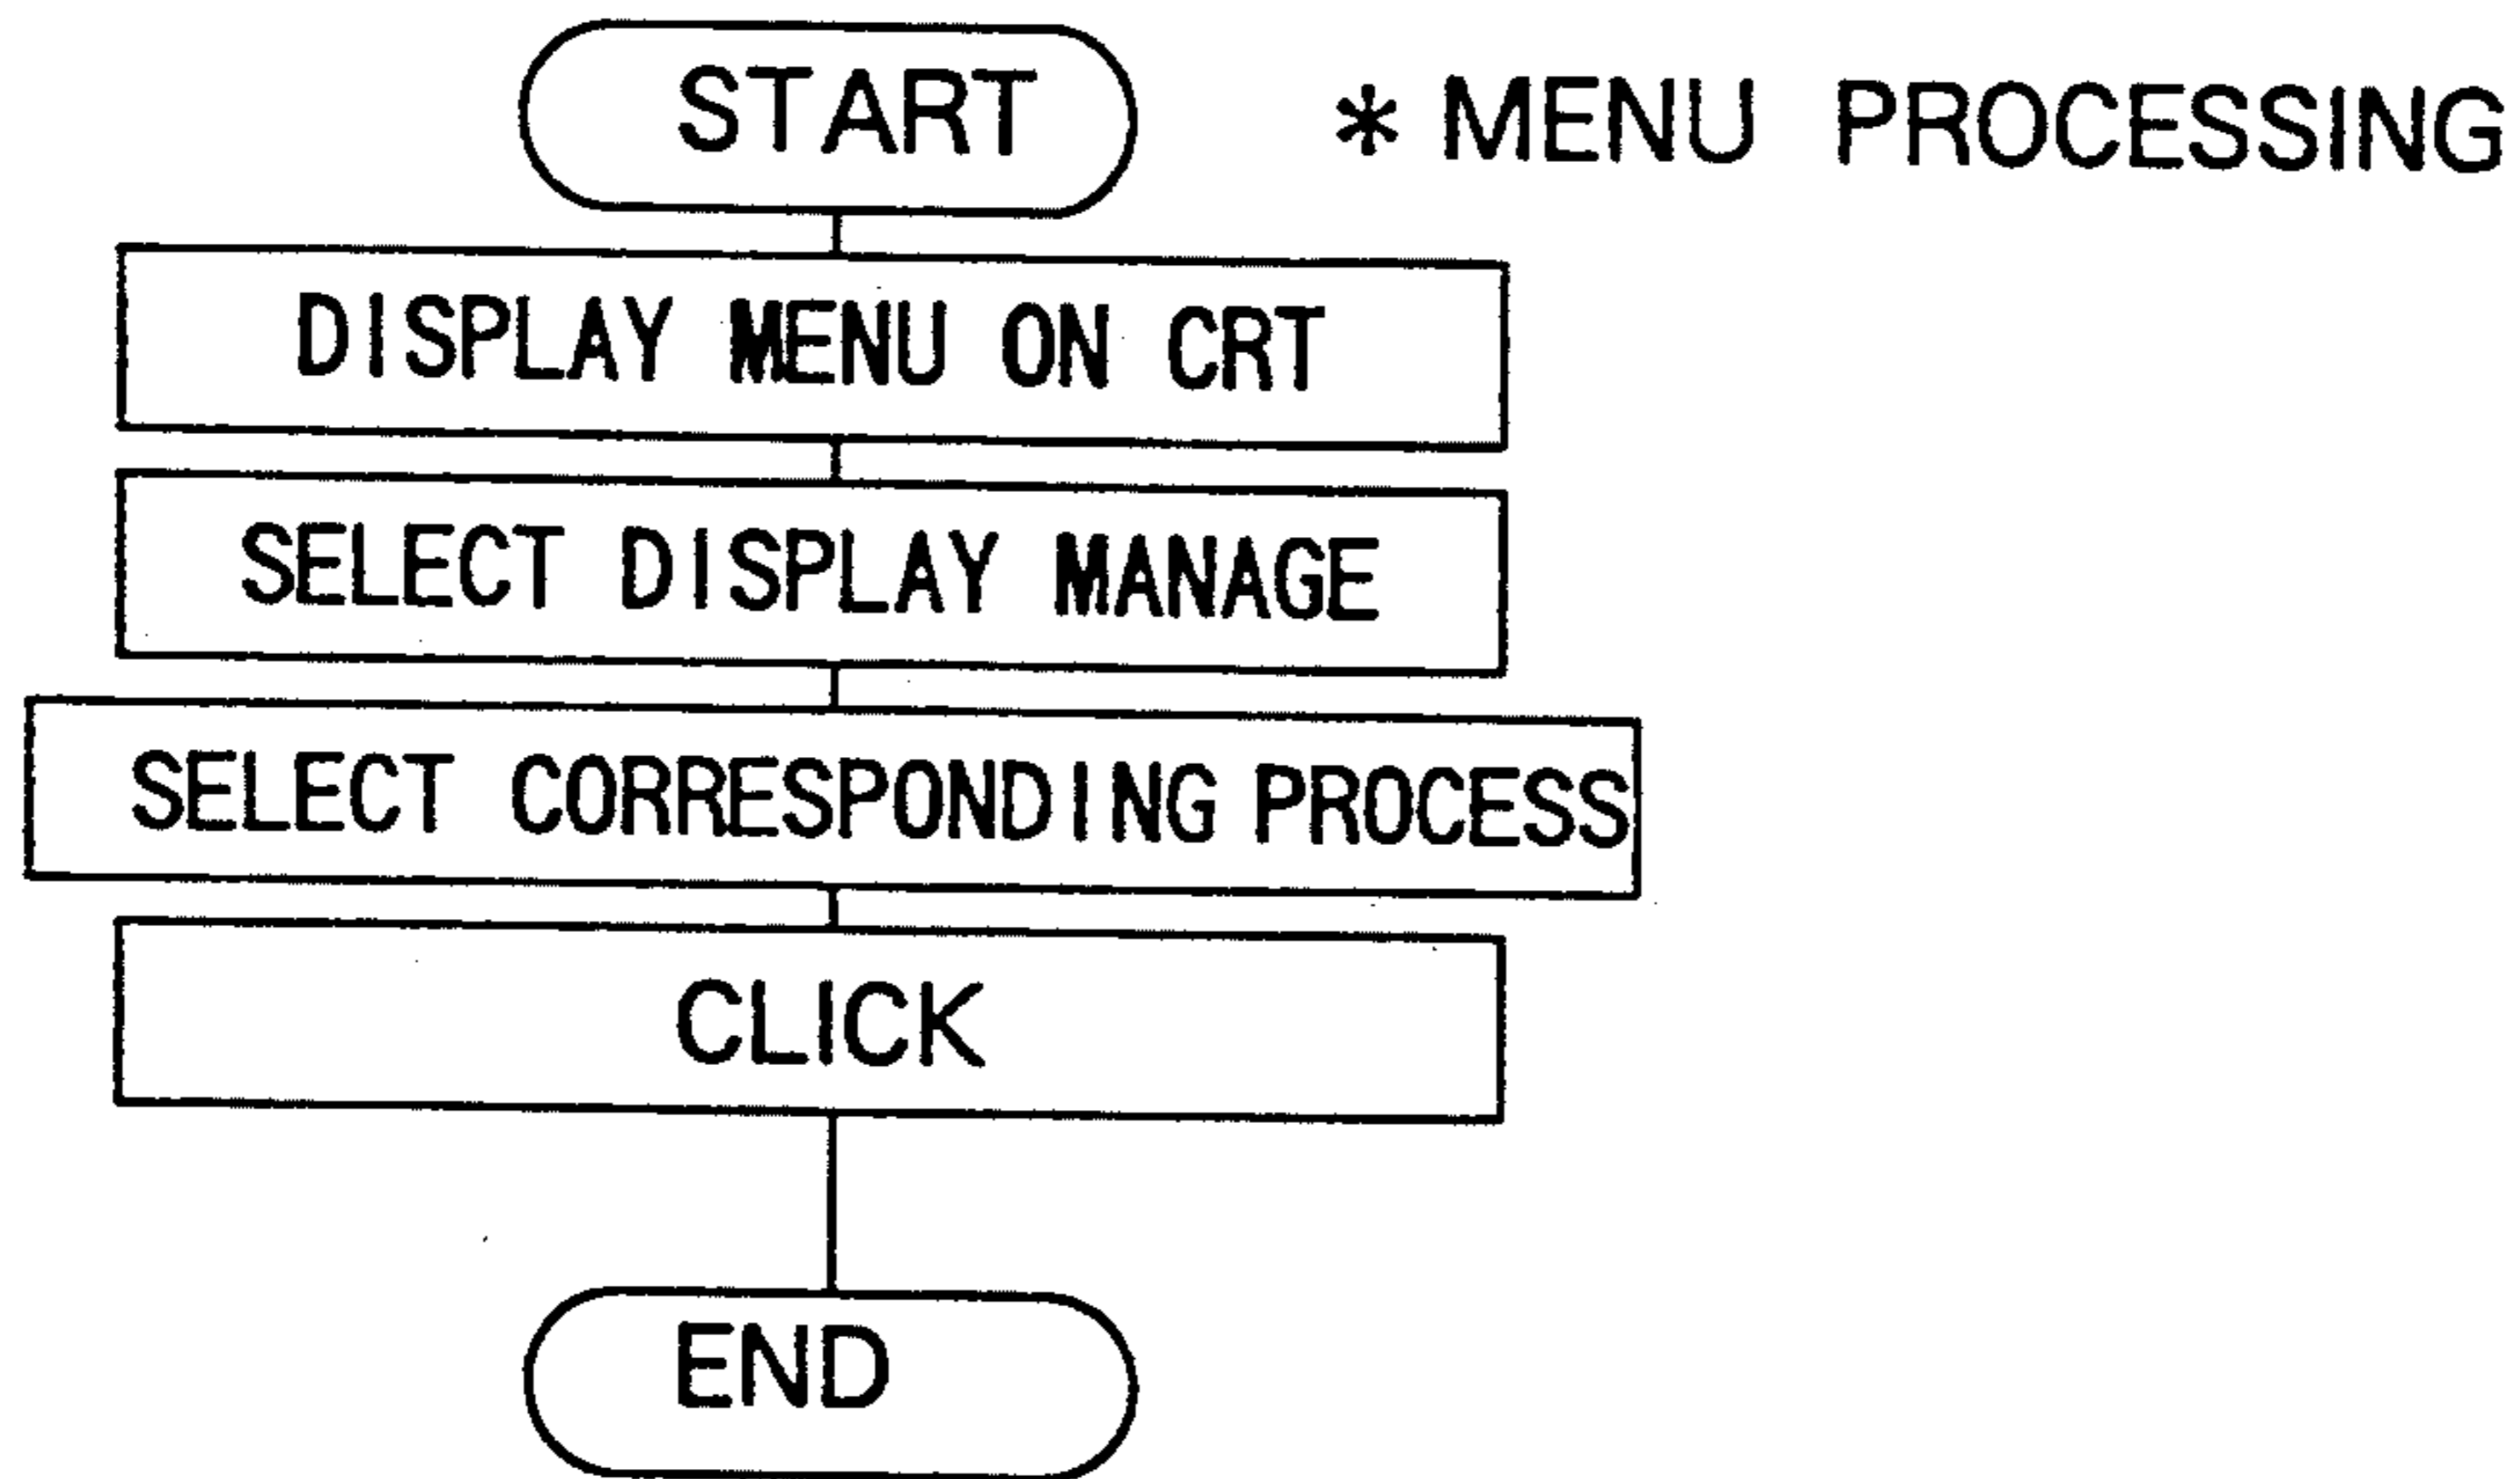 START
* MENU PROCESSING
DISPLAY MENU ON CRT
SELECT DISPLAY MANAGE
SELECT CORRESPONDING PROCESS
CLICK
END